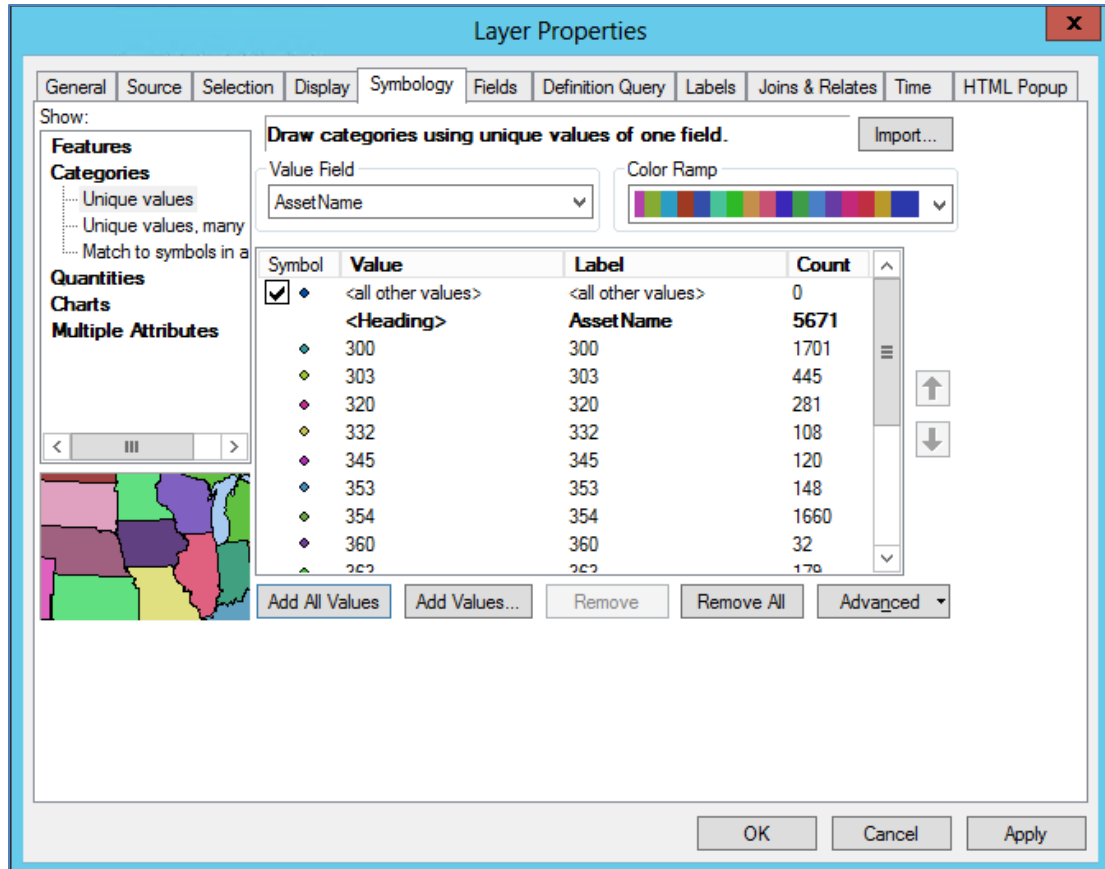 Layer Properties
x
General Source Selection Display Symbology Fields Definition Query Labels Joins & Relates Time HTML Popup
Show:
Features
Categories
Unique values
Unique values, many
Match to symbols in a
Quantities
Charts
Multiple Attributes
Draw categories using unique values of one field.
Import...
Value Field
AssetName
Color Ramp
Symbol Value Label Count
<all other values> <all other values> 0
<Heading> AssetName 5671
300 300 1701
303 303 445
320 320 281
332 332 108
345 345 120
353 353 148
354 354 1660
360 360 32
Add All Values Add Values... Remove Remove All Advanced
OK Cancel Apply